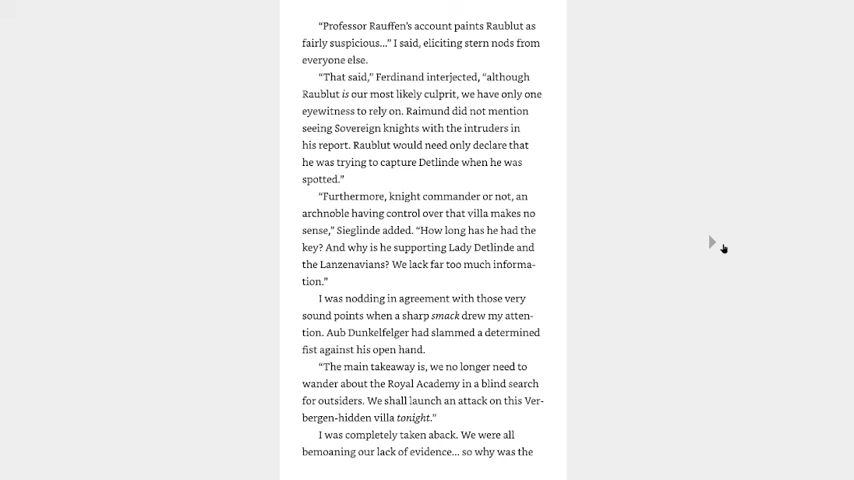 “Professor Rauffen’s account paints Raublut as
fairly suspicious...” I said, eliciting stern nods from
everyone else.
“That said,” Ferdinand interjected, “although
Raublut is our most likely culprit, we have only one
eyewitness to rely on. Raimund did not mention
seeing Sovereign knights with the intruders in
his report. Raublut would need only declare that
he was trying to capture Detlinde when he was
spotted.”
“Furthermore, knight commander or not, an
archnoble having control over that villa makes no
sense,” Sieglinde added. “How long has he had the
key? And why is he supporting Lady Detlinde and
the Lanzenavians? We lack far too much informa-
tion.”
I was nodding in agreement with those very
sound points when a sharp smack drew my atten-
tion. Aub Dunkelfelger had slammed a determined
fist against his open hand.
“The main takeaway is, we no longer need to
wander about the Royal Academy in a blind search
for outsiders. We shall launch an attack on this Ver-
bergen-hidden villa tonight.”
I was completely taken aback. We were all
bemoaning our lack of evidence... so why was the